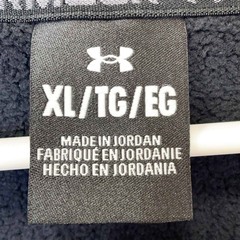 XL/TG/EG
MADE IN JORDAN
FABRIQUÉ EN JORDANIE
HECHO EN JORDANIA